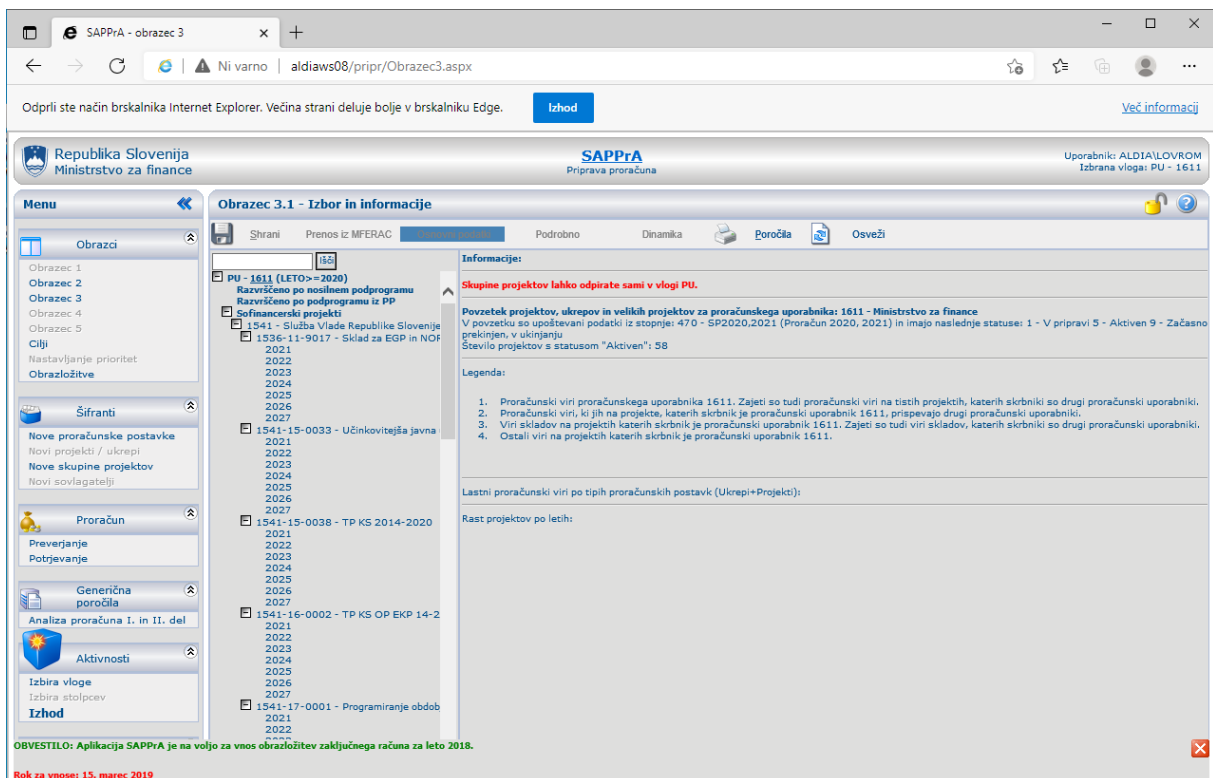 SAPPrA - obrazec 3
Ni varno | aldiaws08/pripr/Obrazec3.aspx
Odprli ste način brskalnika Internet Explorer. Večina strani deluje bolje v brskalniku Edge.
Izhod
Več informacij
Republika Slovenija
Ministrstvo za finance
SAPPrA
Priprava proračuna
Uporabnik: ALDIA\LOVROM
Izbrana vloga: PU - 1611
Menu
Obrazci
Obrazec 1
Obrazec 2
Obrazec 3
Obrazec 4
Obrazec 5
Cilji
Nastavljanje prioritet
Obrazložitve
Šifranti
Nove proračunske postavke
Novi projekti / ukrepi
Nove skupine projektov
Novi sovlagatelji
Proračun
Preverjanje
Potrjevanje
Generična
poročila
Analiza proračuna I. in II. del
Aktivnosti
Izbira vloge
Izbira stolpcev
Izhod
Obrazec 3.1 - Izbor in informacije
Shrani Prenos iz MFERAC Osnovni podatki Podrobno Dinamika Poročila Osveži
Išči
PU - 1611 (LETO>=2020)
Razvrščeno po nosilnem podprogramu
Razvrščeno po podprogramu iz PP
Sofinancerski projekti
1541 - Služba Vlade Republike Slovenije
1536-11-9017 - Sklad za EGP in NOR
2021
2022
2023
2024
2025
2026
2027
1541-15-0033 - Učinkovitejša javna
2021
2022
2023
2024
2025
2026
2027
1541-15-0038 - TP KS 2014-2020
2021
2022
2023
2024
2025
2026
2027
1541-16-0002 - TP KS OP EKP 14-2
2021
2022
2023
2024
2025
2026
2027
1541-17-0001 - Programiranje obdob
2021
2022
Informacije:
Skupine projektov lahko odpirate sami v vlogi PU.
Povzetek projektov, ukrepov in velikih projektov za proračunskega uporabnika: 1611 - Ministrstvo za finance
V povzetku so upoštevani podatki iz stopnje: 470 - SP2020,2021 (Proračun 2020, 2021) in imajo naslednje statuse: 1 - V pripravi 5 - Aktiven 9 - Začasno
prekinjen, v ukinjanju
Število projektov s statusom "Aktiven": 58
Legenda:
1. Proračunski viri proračunskega uporabnika 1611. Zajeti so tudi proračunski viri na tistih projektih, katerih skrbniki so drugi proračunski uporabniki.
2. Proračunski viri, ki jih na projekte, katerih skrbnik je proračunski uporabnik 1611, prispevajo drugi proračunski uporabniki.
3. Viri skladov na projektih katerih skrbnik je proračunski uporabnik 1611. Zajeti so tudi viri skladov, katerih skrbniki so drugi proračunski uporabniki.
4. Ostali viri na projektih katerih skrbnik je proračunski uporabnik 1611.
Lastni proračunski viri po tipih proračunskih postavk (Ukrepi+Projekti):
Rast projektov po letih:
OBVESTILO: Aplikacija SAPPrA je na voljo za vnos obrazložitev zaključnega računa za leto 2018.
Rok za vnose: 15. marec 2019